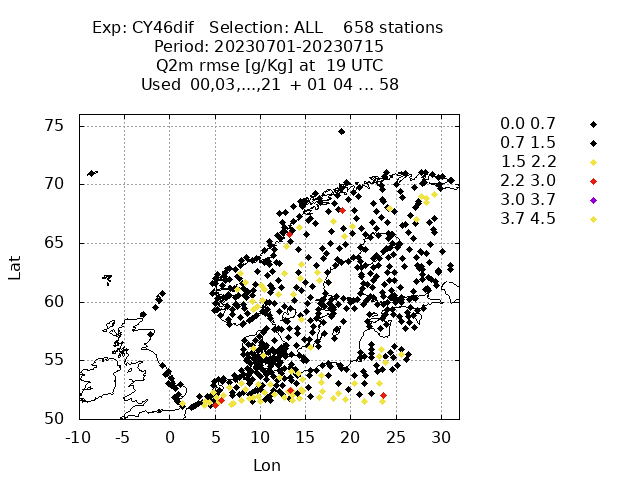 Exp: CY46dif Selection: ALL 658 stations
Period: 20230701-20230715
Q2m rmse [g/Kg] at 19 UTC
Used 00,03,...,21 + 01 04 ... 58
0.0 0.7
0.7 1.5
1.5 2.2
2.2 3.0
3.0 3.7
3.7 4.5
75
70
65
60
55
50
Lat
-10 -5 0 5 10 15 20 25 30
Lon